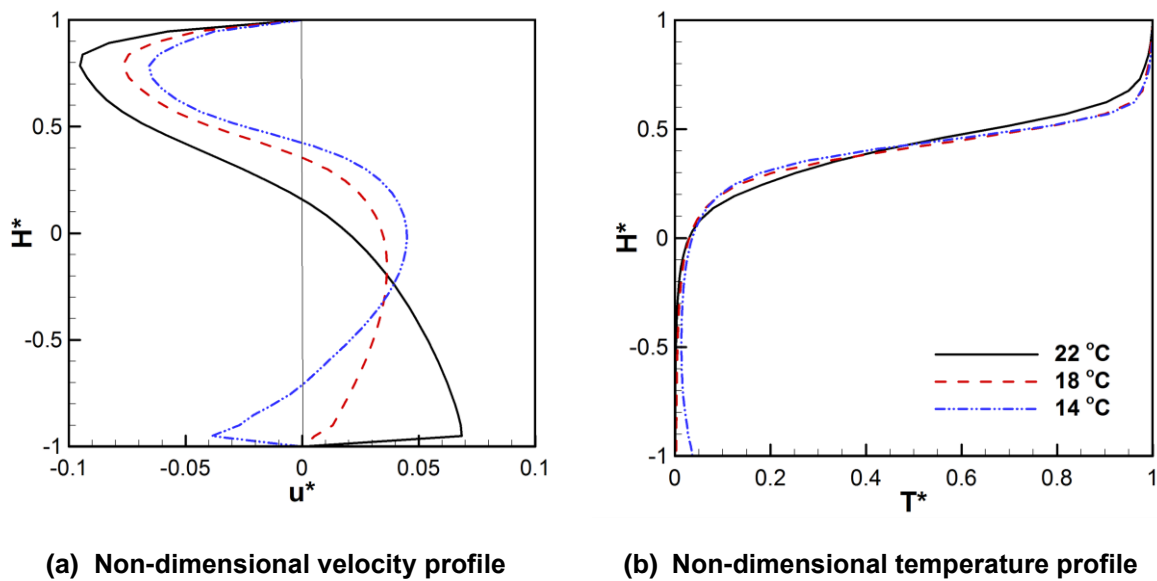 1
0.5
0
-0.5
-1
H*
-0.1
-0.05
0
0.05
0.1
u*
(a) Non-dimensional velocity profile
1
0.5
0
-0.5
-1
H*
22 °C
18 °C
14 °C
0
0.2
0.4
0.6
0.8
1
T*
(b) Non-dimensional temperature profile